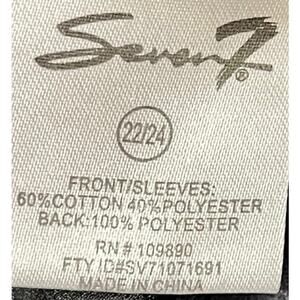 Seven7®
22/24
FRONT/SLEEVES:
60%COTTON 40%POLYESTER
BACK:100% POLYESTER
RN # 109890
FTY ID#SV71071691
MADE IN CHINA